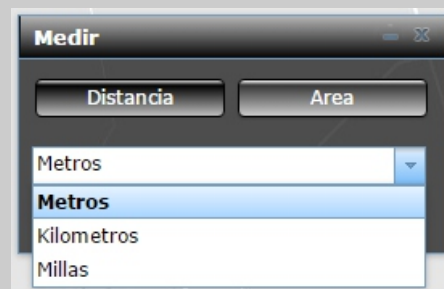 Medir
Distancia Area
Metros
Metros
Kilometros
Millas